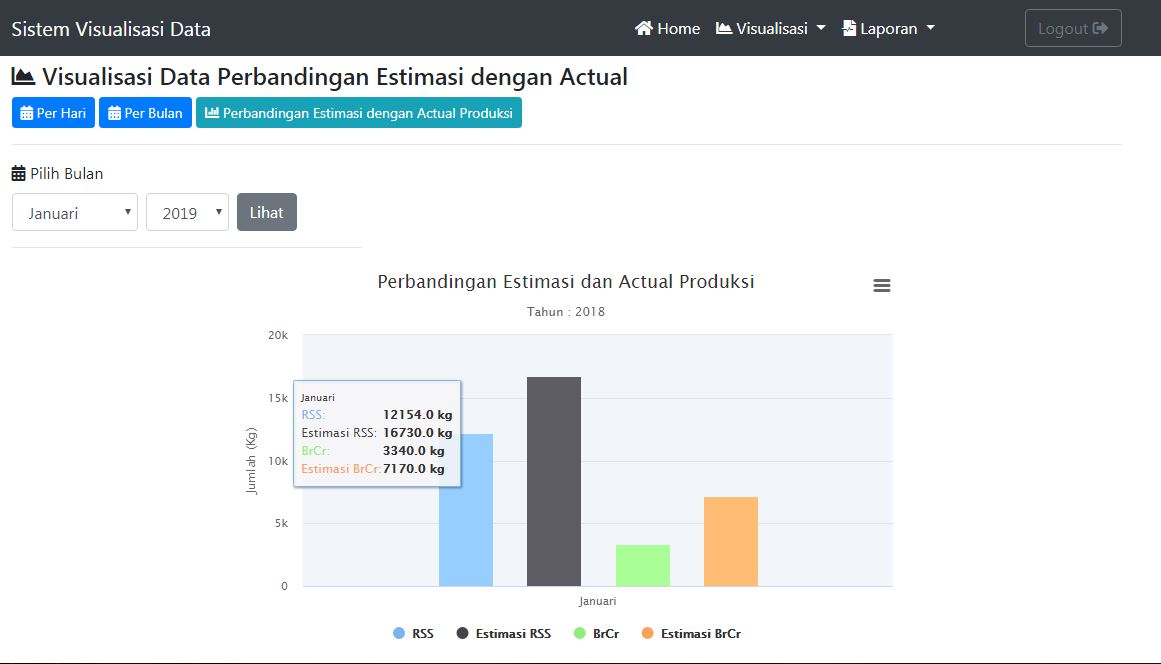 Sistem Visualisasi Data
Home Visualisasi Laporan Logout
Visualisasi Data Perbandingan Estimasi dengan Actual
Per Hari Per Bulan Perbandingan Estimasi dengan Actual Produksi
Pilih Bulan
Januari 2019 Lihat
Perbandingan Estimasi dan Actual Produksi
Tahun : 2018
Jumlah (Kg)
20k
15k
10k
5k
0
Januari
RSS: 12154.0 kg
Estimasi RSS: 16730.0 kg
BrCr: 3340.0 kg
Estimasi BrCr: 7170.0 kg
Januari
RSS Estimasi RSS BrCr Estimasi BrCr